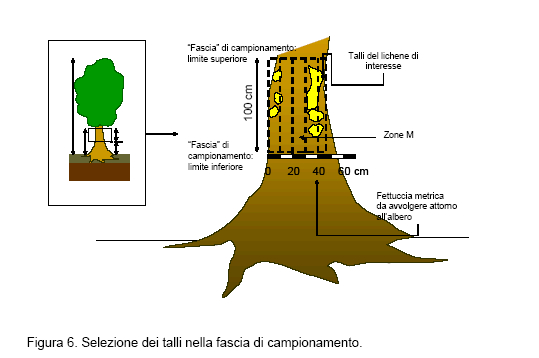 “Fascia” di campionamento:
limite superiore
Talli del lichene di
interesse
100 cm
Zone M
“Fascia” di
campionamento:
limite inferiore
0 20 40 60 cm
Fettuccia metrica
da avvolgere attorno
all'albero
Figura 6. Selezione dei talli nella fascia di campionamento.